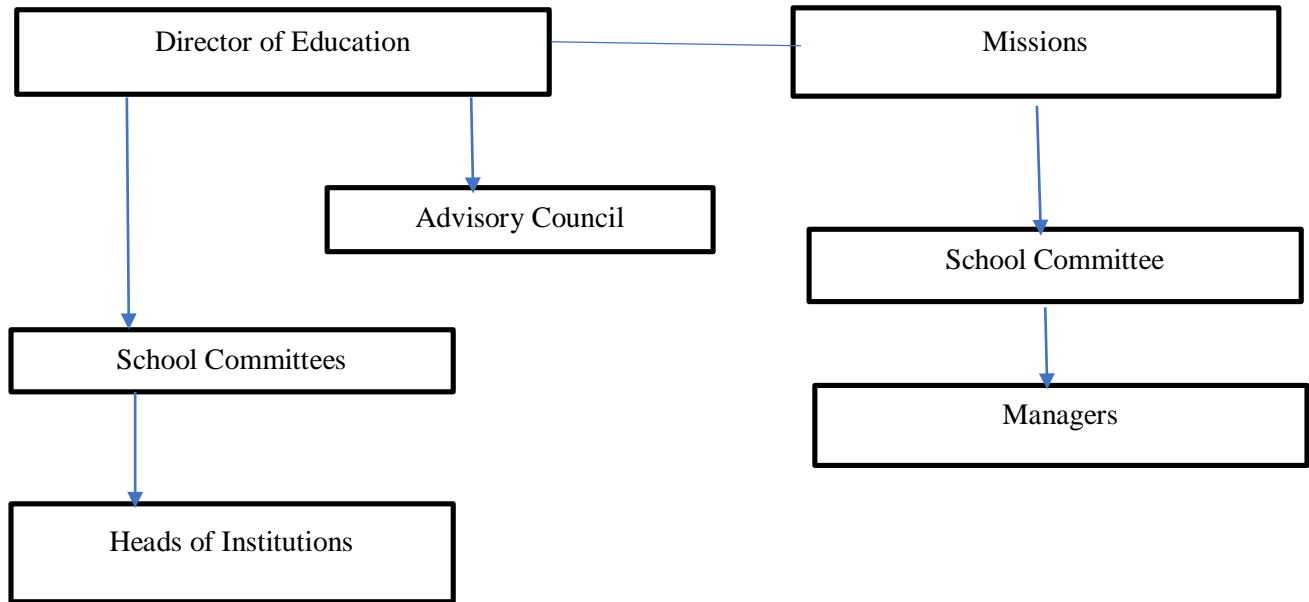 Director of Education
Missions
Advisory Council
School Committee
School Committees
Managers
Heads of Institutions